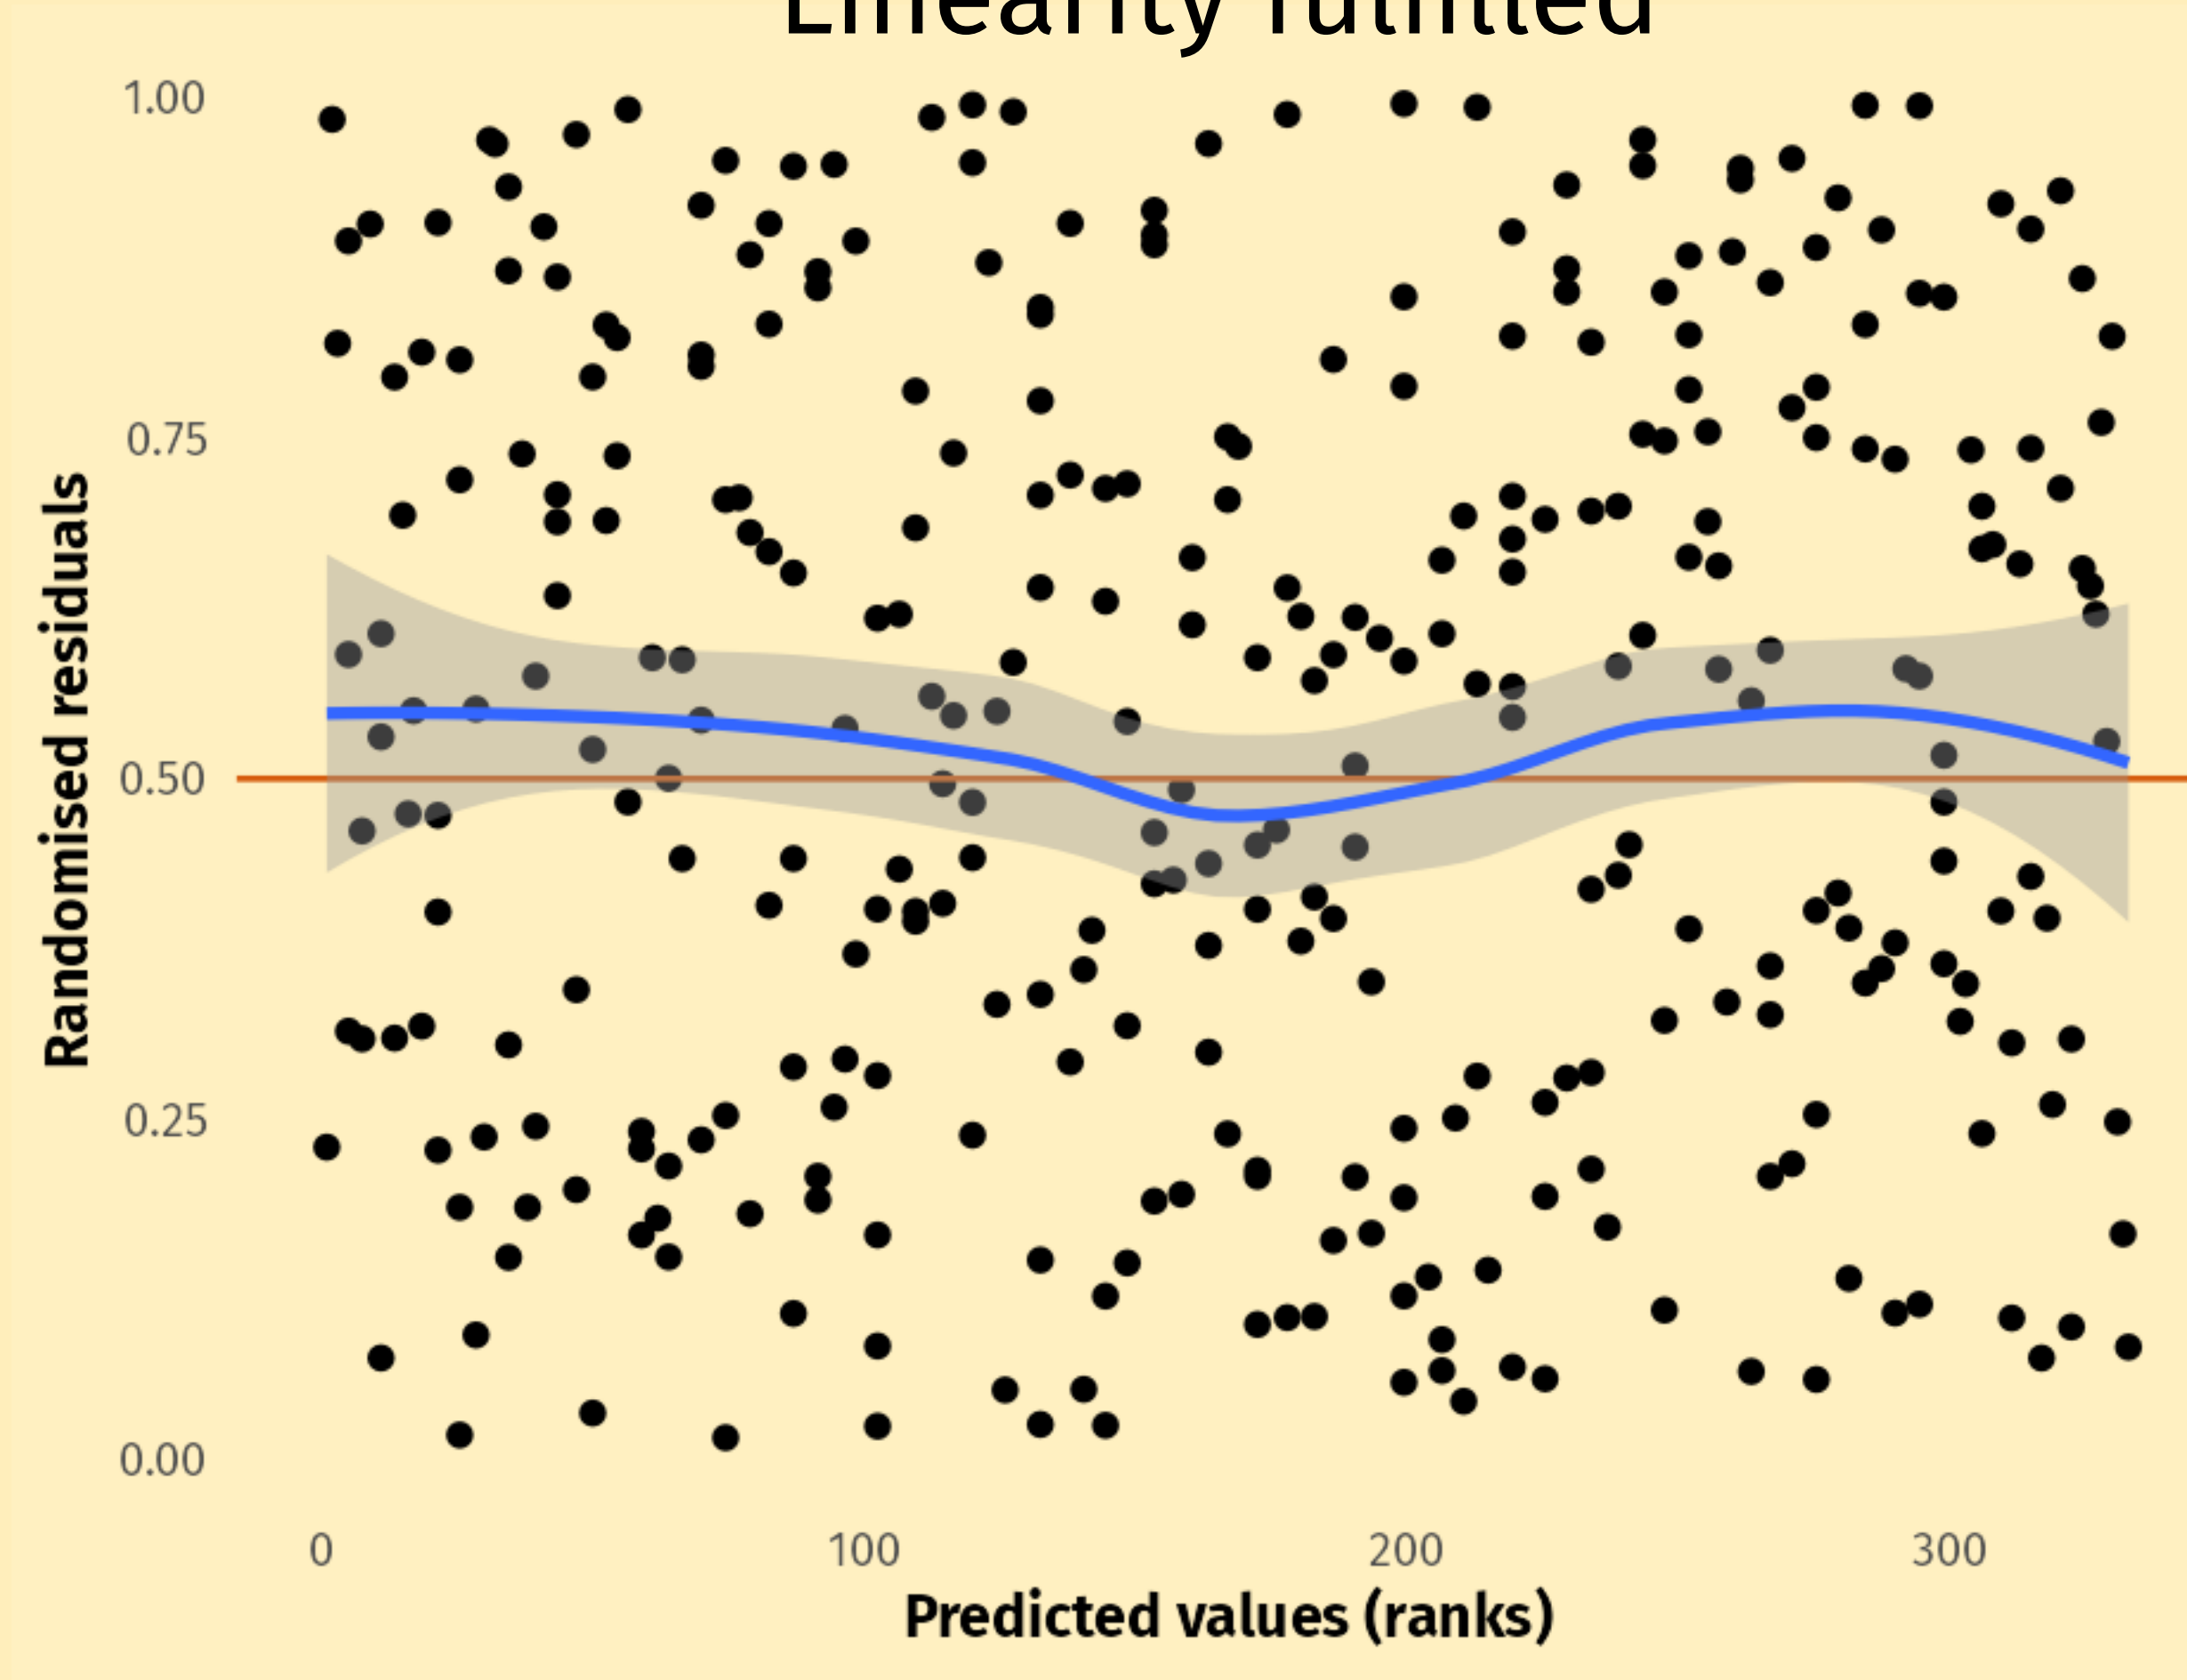 Linearity fulfilled
1.00
0.75
0.50
0.25
0.00
Randomised residuals
0 100 200 300
Predicted values (ranks)